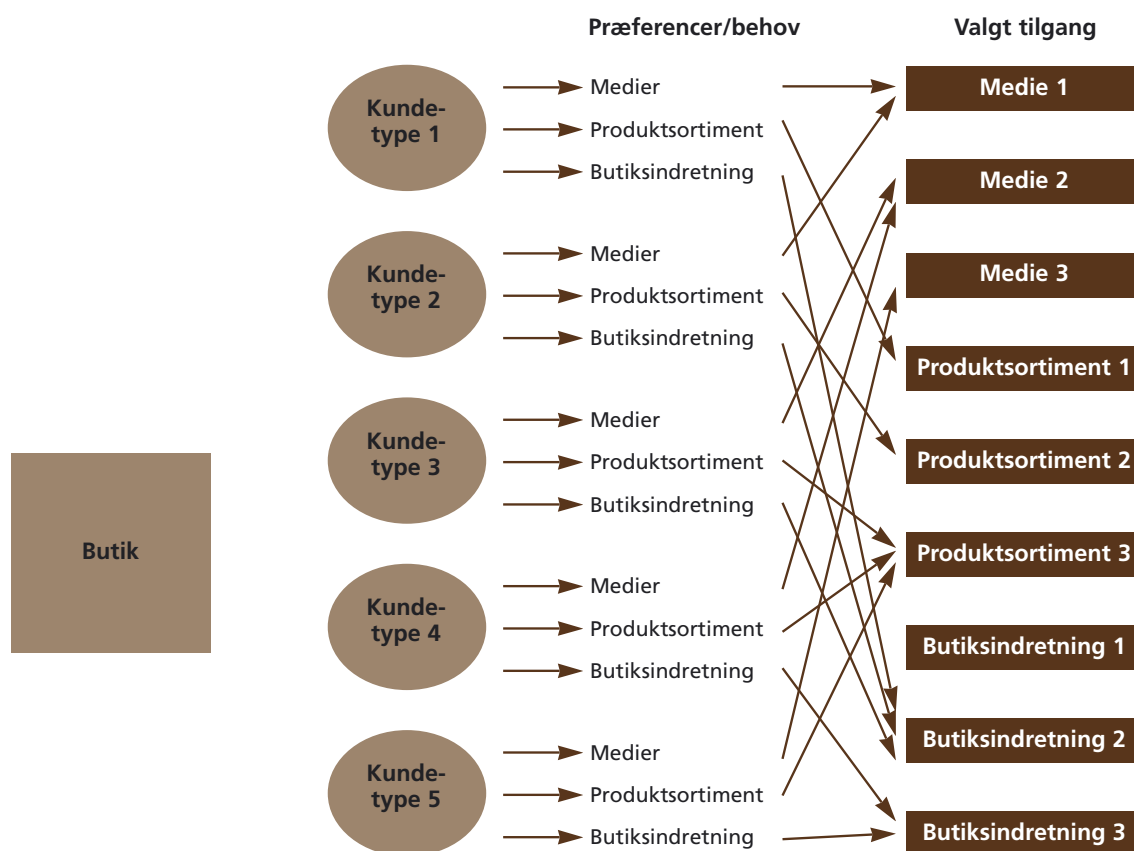 Præferencer/behov
Valgt tilgang
Butik
Kunde-
type 1
Medier
Produktsortiment
Butiksindretning
Kunde-
type 2
Medier
Produktsortiment
Butiksindretning
Kunde-
type 3
Medier
Produktsortiment
Butiksindretning
Kunde-
type 4
Medier
Produktsortiment
Butiksindretning
Kunde-
type 5
Medier
Produktsortiment
Butiksindretning
Medie 1
Medie 2
Medie 3
Produktsortiment 1
Produktsortiment 2
Produktsortiment 3
Butiksindretning 1
Butiksindretning 2
Butiksindretning 3